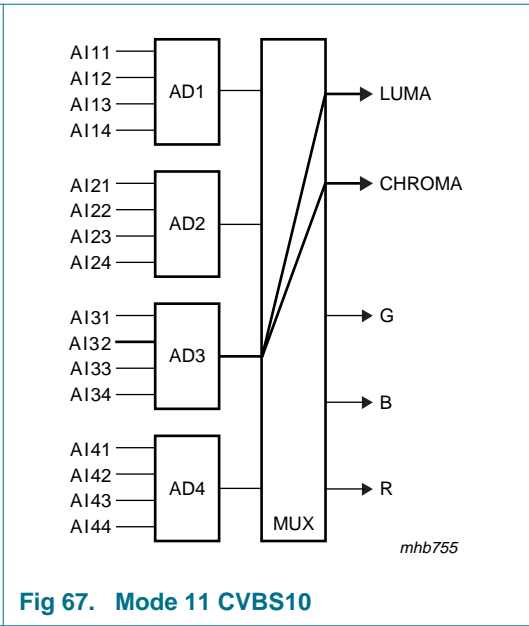 AI11
AI12
AI13
AI14
AD1
AI21
AI22
AI23
AI24
AD2
AI31
AI32
AI33
AI34
AD3
AI41
AI42
AI43
AI44
AD4
MUX
LUMA
CHROMA
G
B
R
mhb755
Fig 67. Mode 11 CVBS10